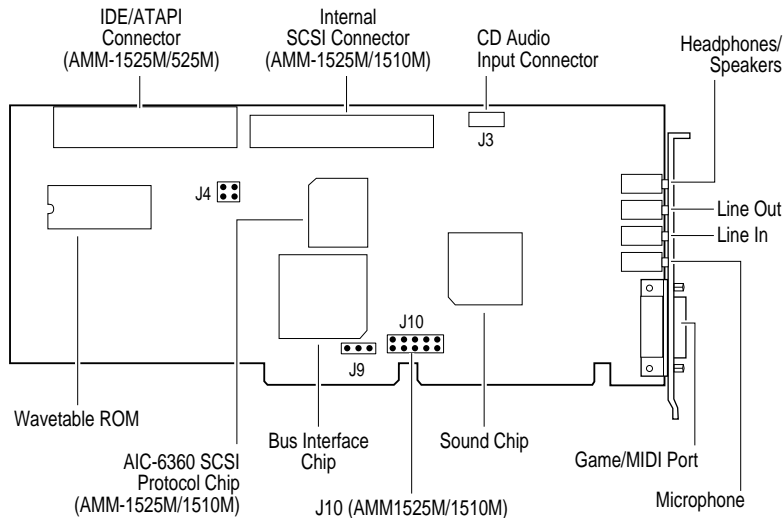 IDE/ATAPI
Connector
(AMM-1525M/525M)
Internal
SCSI Connector
(AMM-1525M/1510M)
CD Audio
Input Connector
Headphones/
Speakers
J3
J4
Line Out
Line In
J10
J9
Wavetable ROM
AIC-6360 SCSI
Protocol Chip
(AMM-1525M/1510M)
Bus Interface
Chip
J10 (AMM1525M/1510M)
Sound Chip
Game/MIDI Port
Microphone